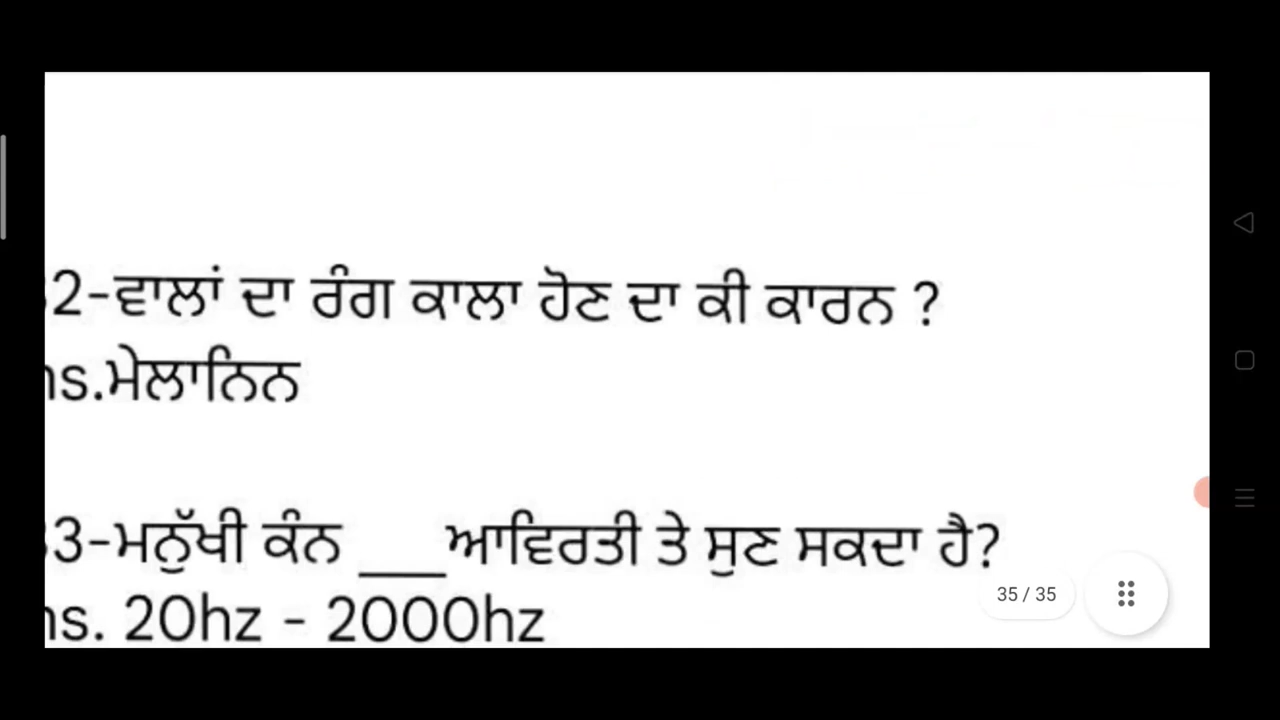 2-ਵਾਲਾਂ ਦਾ ਰੰਗ ਕਾਲਾ ਹੋਣ ਦਾ ਕੀ ਕਾਰਨ ?
ns.ਮੇਲਾਨਿਨ
3-ਮਨੁੱਖੀ ਕੰਨ ___ਆਵਿਰਤੀ ਤੇ ਸੁਣ ਸਕਦਾ ਹੈ?
ns. 20hz - 2000hz
35 / 35